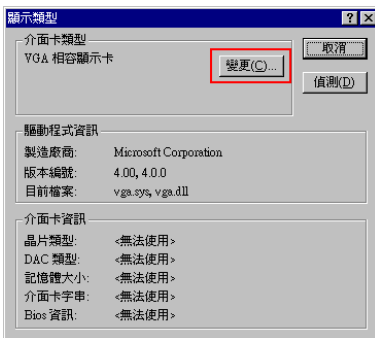 顯示類型
介面卡類型
VGA 相容顯示卡
變更(C)...
取消
偵測(D)
驅動程式資訊
製造廠商: Microsoft Corporation
版本編號: 4.00, 4.0.0
目前檔案: vga.sys, vga.dll
介面卡資訊
晶片類型: <無法使用>
DAC 類型: <無法使用>
記憶體大小: <無法使用>
介面卡字串: <無法使用>
Bios 資訊: <無法使用>